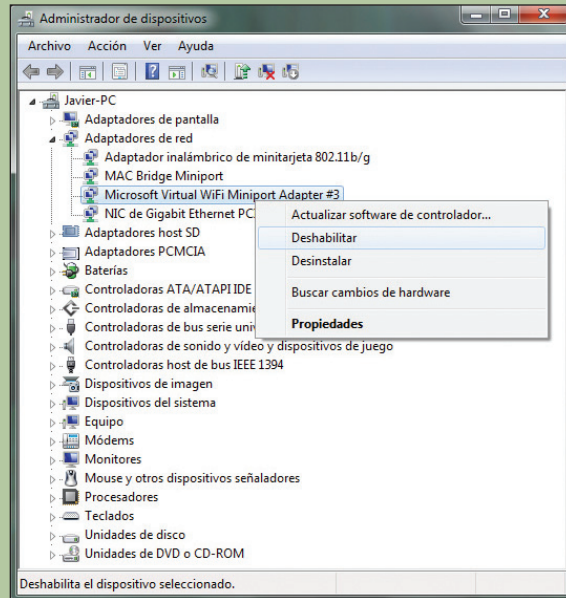 Administrador de dispositivos
Archivo Acción Ver Ayuda
Javier-PC
Adaptadores de pantalla
Adaptadores de red
Adaptador inalámbrico de minitarjeta 802.11b/g
MAC Bridge Miniport
Microsoft Virtual WiFi Miniport Adapter #3
NIC de Gigabit Ethernet PC
Actualizar software de controlador...
Deshabilitar
Desinstalar
Buscar cambios de hardware
Propiedades
Adaptadores host SD
Adaptadores PCMCIA
Baterías
Controladoras ATA/ATAPI IDE
Controladoras de
Controladoras de bus serie
Controladoras de sonido y vídeo y dispositivos de juego
Controladoras host de bus IEEE 1394
Dispositivos de imagen
Dispositivos del sistema
Equipo
Módems
Monitores
Mouse y otros dispositivos señaladores
Procesadores
Teclados
Unidades de disco
Unidades de DVD o CD-ROM
Deshabilita el dispositivo seleccionado.